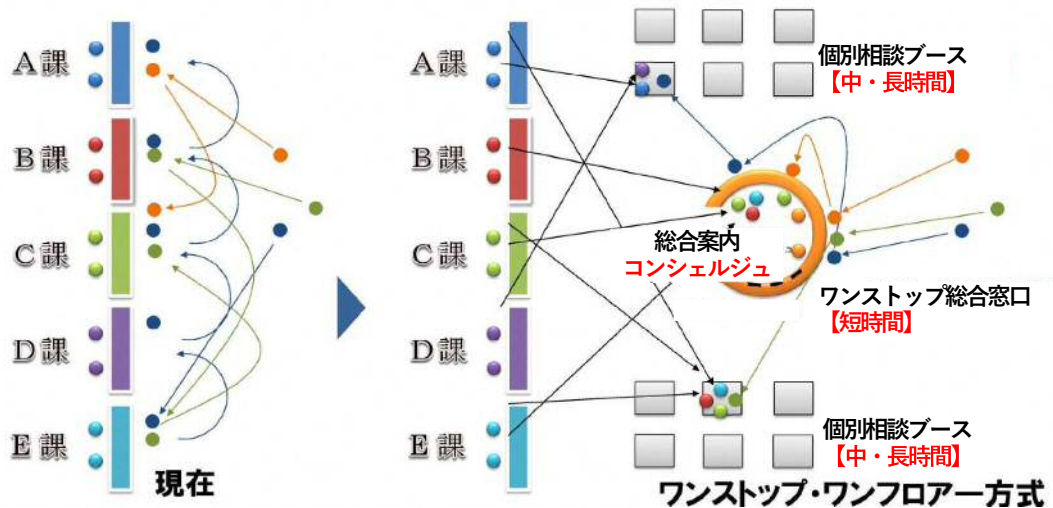 A課
B課
C課
D課
E課
現在
A課
B課
C課
D課
E課
個別相談ブース
【中・長時間】
総合案内
コンシェルジュ
ワンストップ総合窓口
【短時間】
個別相談ブース
【中・長時間】
ワンストップ・ワンフロアー方式